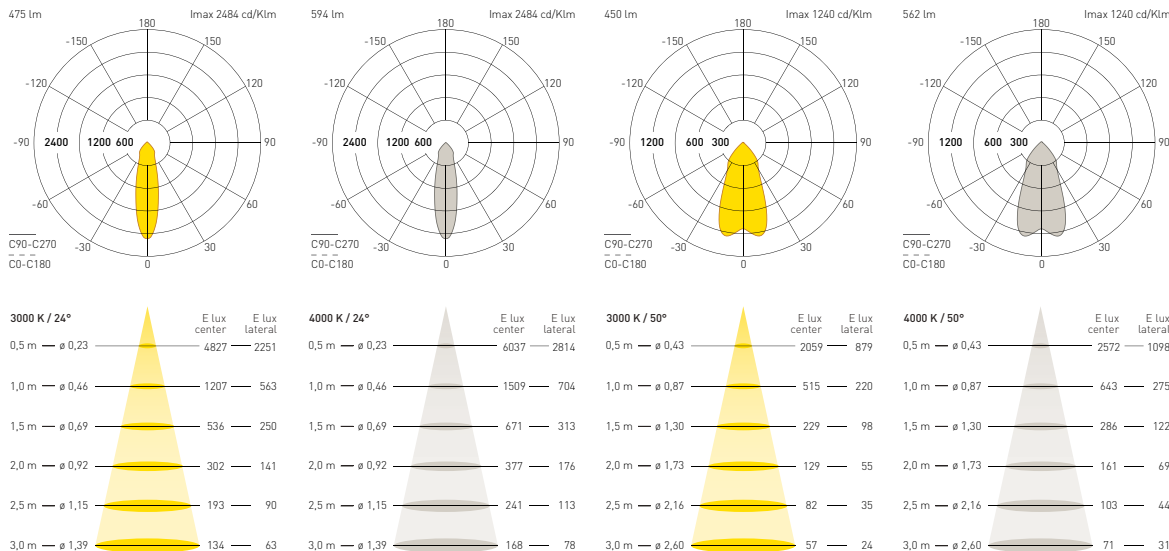 475 lm Imax 2484 cd/Klm
180
-150 150
-120 120
-90 2400 1200 600 90
-60 60
-30 30
C90-C270
C0-C180
0
594 lm Imax 2484 cd/Klm
180
-150 150
-120 120
-90 2400 1200 600 90
-60 60
-30 30
C90-C270
C0-C180
0
450 lm Imax 1240 cd/Klm
180
-150 150
-120 120
-90 1200 600 300 90
-60 60
-30 30
C90-C270
C0-C180
0
562 lm Imax 1240 cd/Klm
180
-150 150
-120 120
-90 1200 600 300 90
-60 60
-30 30
C90-C270
C0-C180
0
3000 K / 24° E lux E lux
center lateral
0,5 m ø 0,23 4827 2251
1,0 m ø 0,46 1207 563
1,5 m ø 0,69 536 250
2,0 m ø 0,92 302 141
2,5 m ø 1,15 193 90
3,0 m ø 1,39 134 63
4000 K / 24° E lux E lux
center lateral
0,5 m ø 0,23 6037 2814
1,0 m ø 0,46 1509 704
1,5 m ø 0,69 671 313
2,0 m ø 0,92 377 176
2,5 m ø 1,15 241 113
3,0 m ø 1,39 168 78
3000 K / 50° E lux E lux
center lateral
0,5 m ø 0,43 2059 879
1,0 m ø 0,87 515 220
1,5 m ø 1,30 229 98
2,0 m ø 1,73 129 55
2,5 m ø 2,16 82 35
3,0 m ø 2,60 57 24
4000 K / 50° E lux E lux
center lateral
0,5 m ø 0,43 2572 1098
1,0 m ø 0,87 643 275
1,5 m ø 1,30 286 122
2,0 m ø 1,73 161 69
2,5 m ø 2,16 103 44
3,0 m ø 2,60 71 31